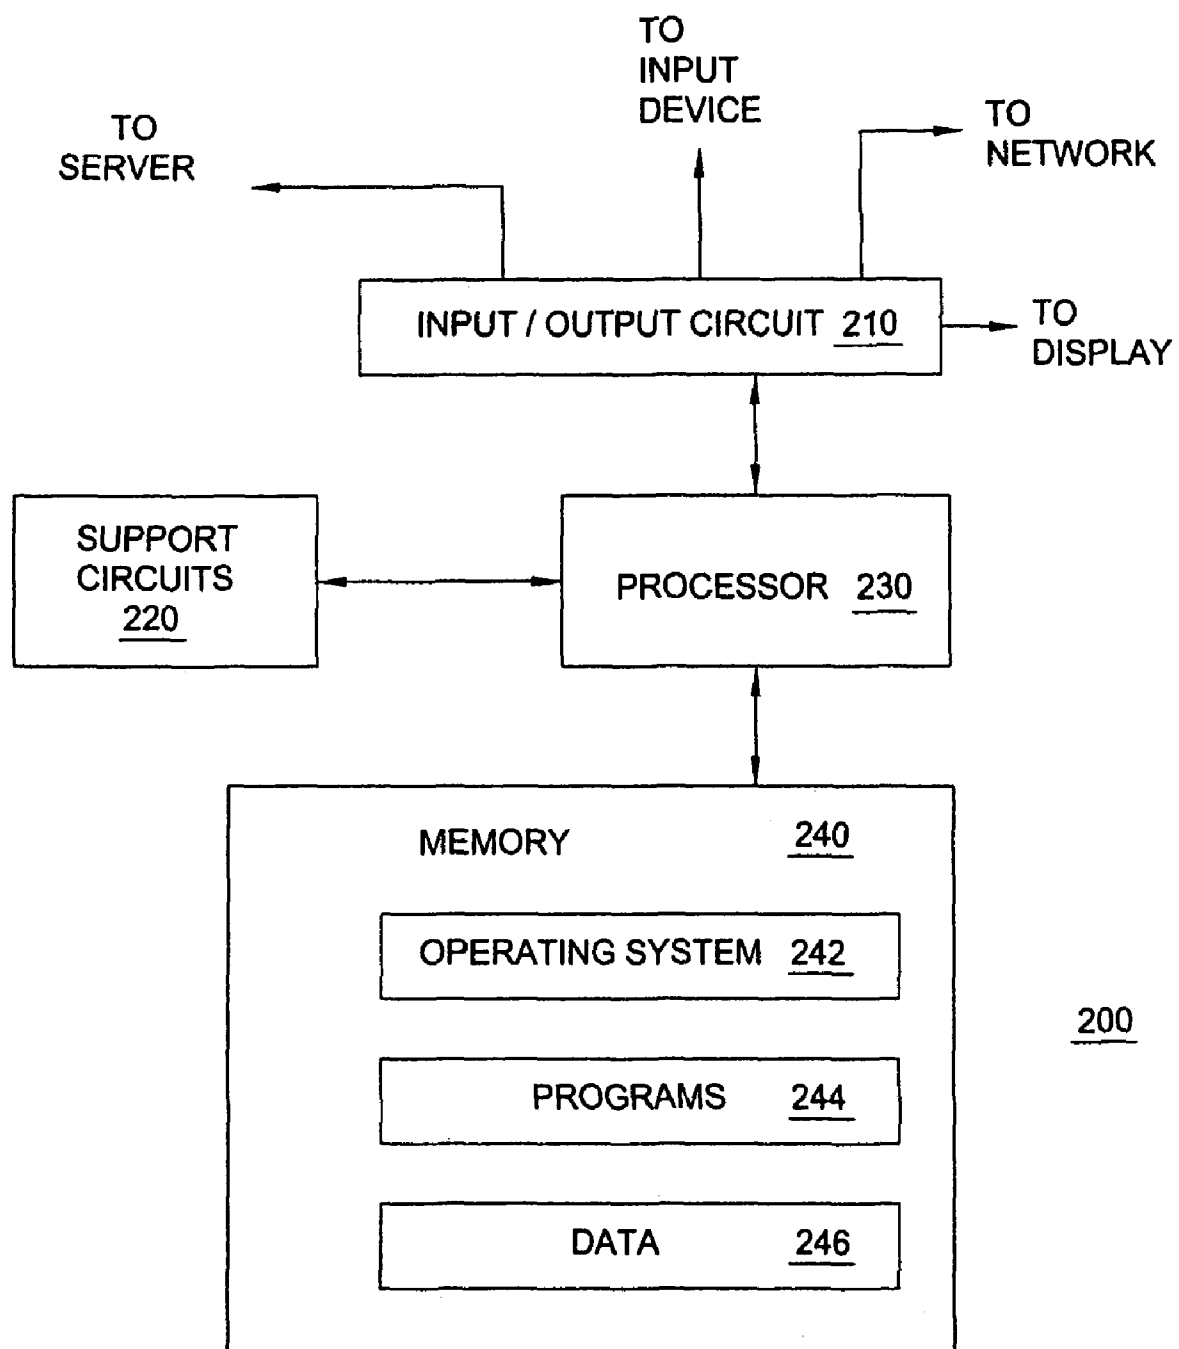 TO
INPUT
DEVICE
TO
SERVER
TO
NETWORK
INPUT / OUTPUT CIRCUIT 210
TO
DISPLAY
SUPPORT
CIRCUITS
220
PROCESSOR 230
MEMORY 240
OPERATING SYSTEM 242
200
PROGRAMS 244
DATA 246